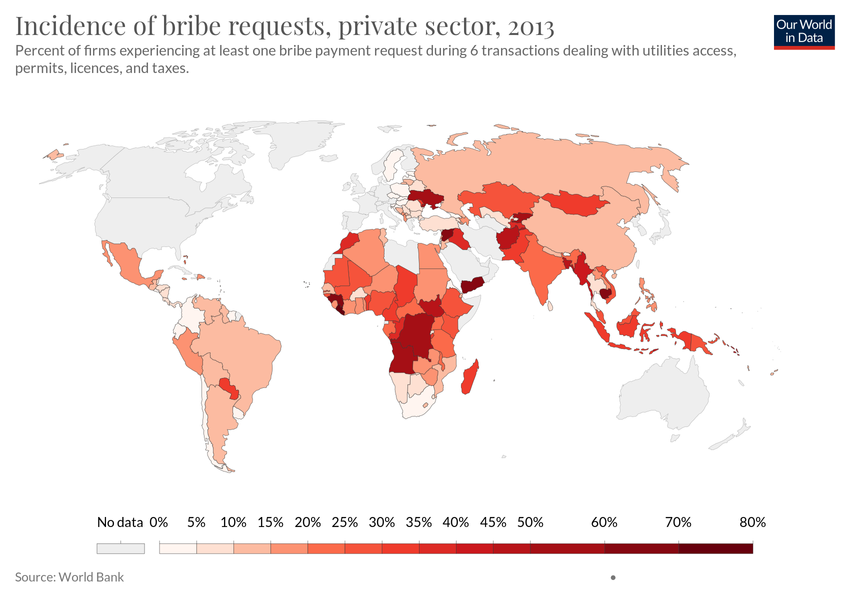 Incidence of bribe requests, private sector, 2013
Our World
in Data
Percent of firms experiencing at least one bribe payment request during 6 transactions dealing with utilities access,
permits, licences, and taxes.
No data 0% 5% 10% 15% 20% 25% 30% 35% 40% 45% 50% 60% 70% 80%
Source: World Bank